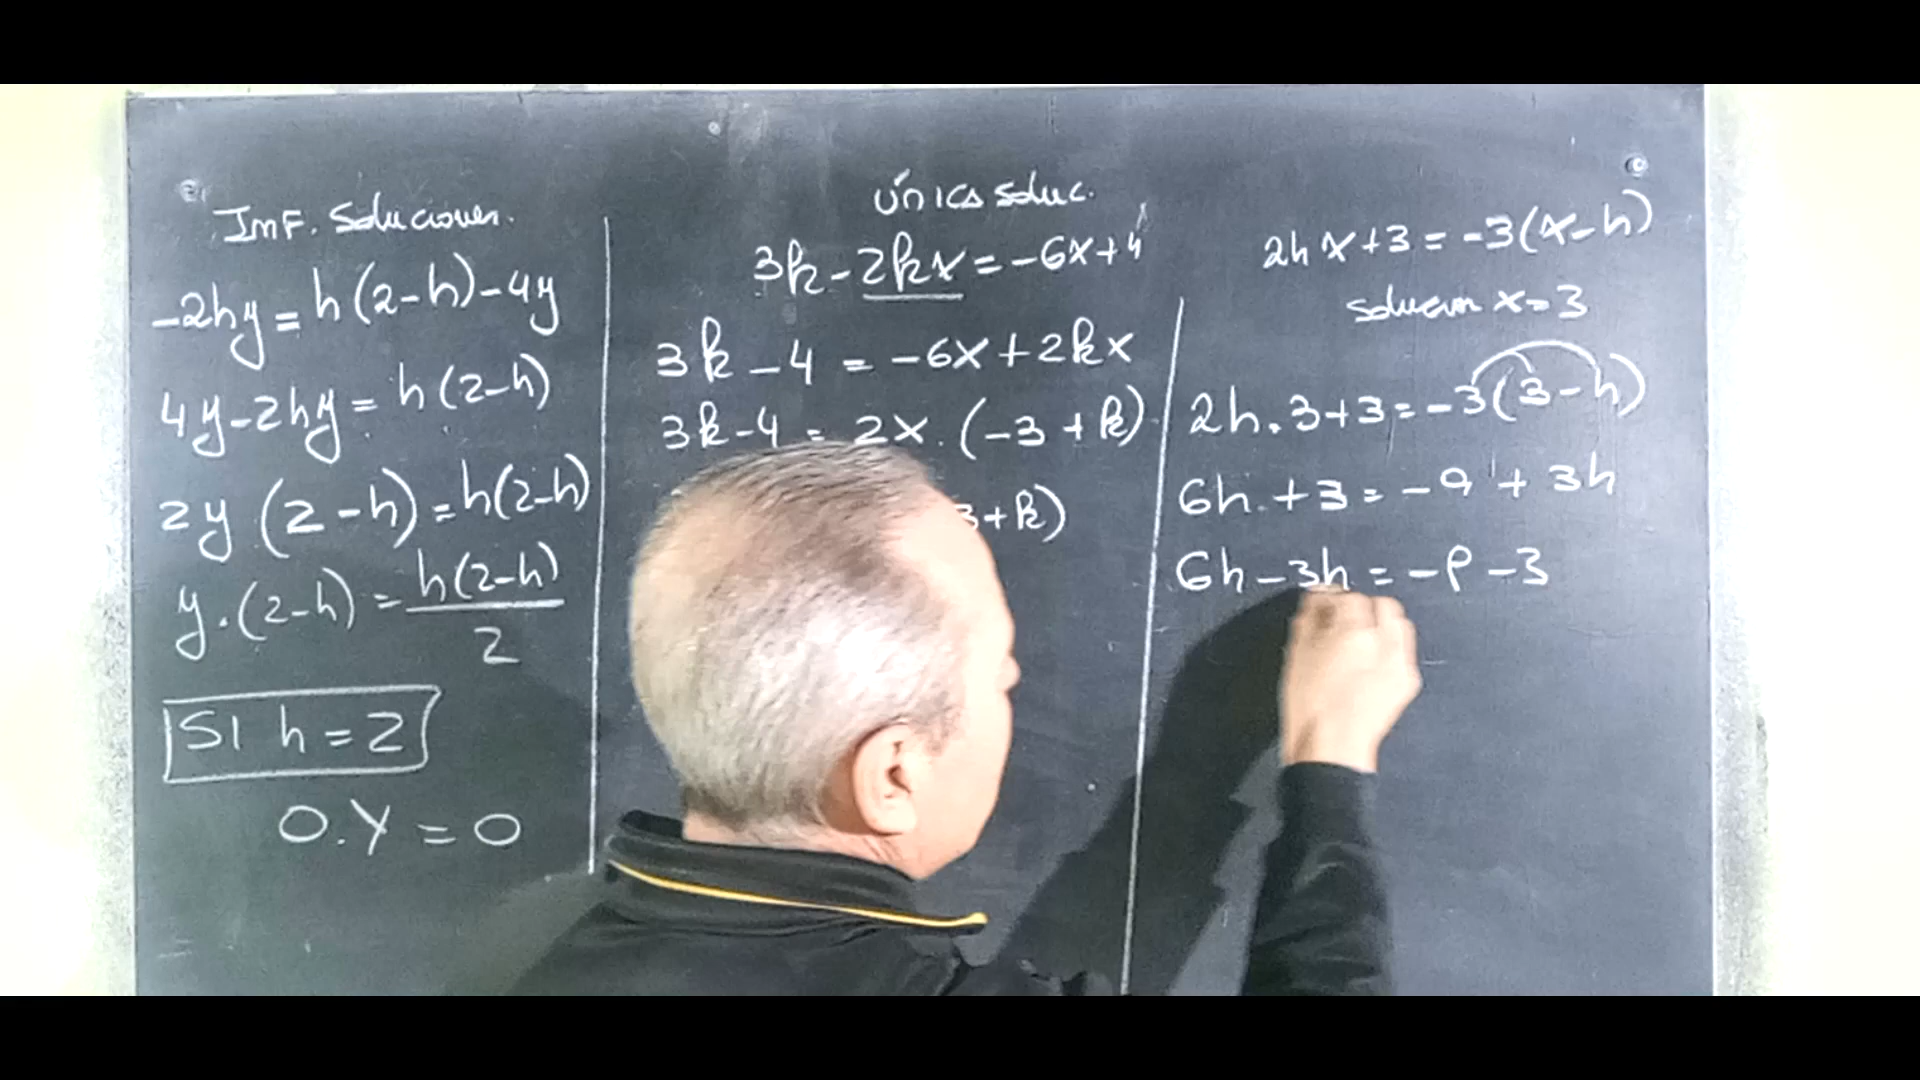 Inf. Soluciones.
-2hy = h(2-h)-4y
4y-2hy = h(2-h)
2y.(2-h) = h(2-h)
y.(2-h) = h(2-h)/2
SI h = 2
0.y = 0
única soluc.
3k - 2kx = -6x + 4
3k - 4 = -6x + 2kx
3k - 4 = 2x.(-3 + k)
3+k)
2hx + 3 = -3(x-h)
solucion x = 3
2h.3+3 = -3(3-h)
6h + 3 = -9 + 3h
6h - 3h = -9 - 3